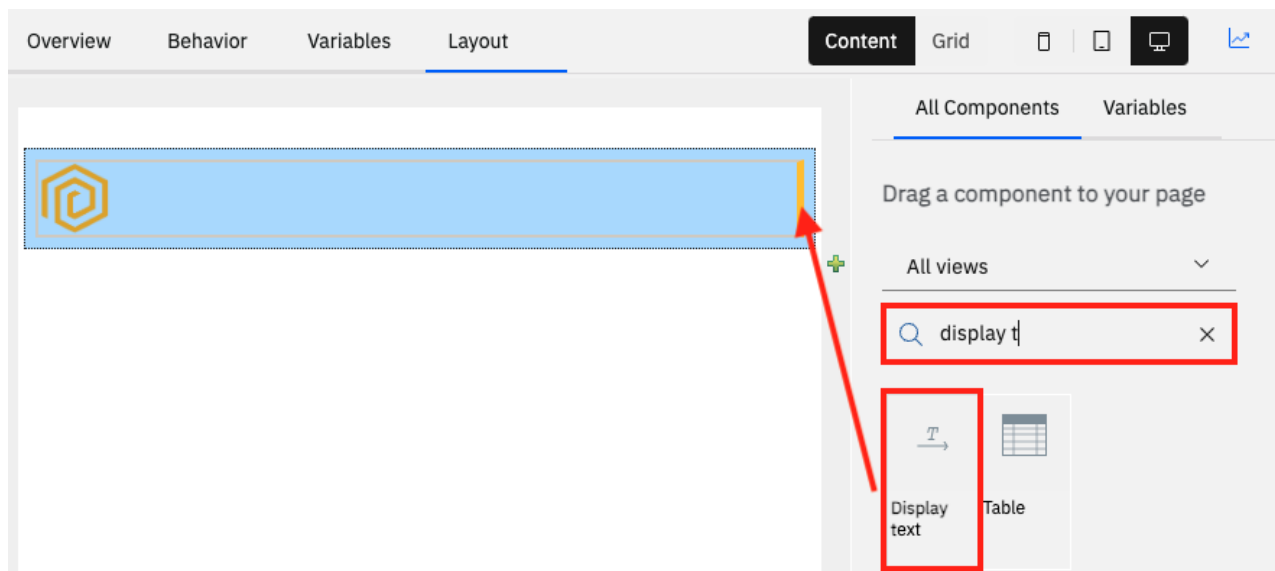 Overview Behavior Variables Layout Content Grid
All Components Variables
Drag a component to your page
All views
display t
T
Display text Table